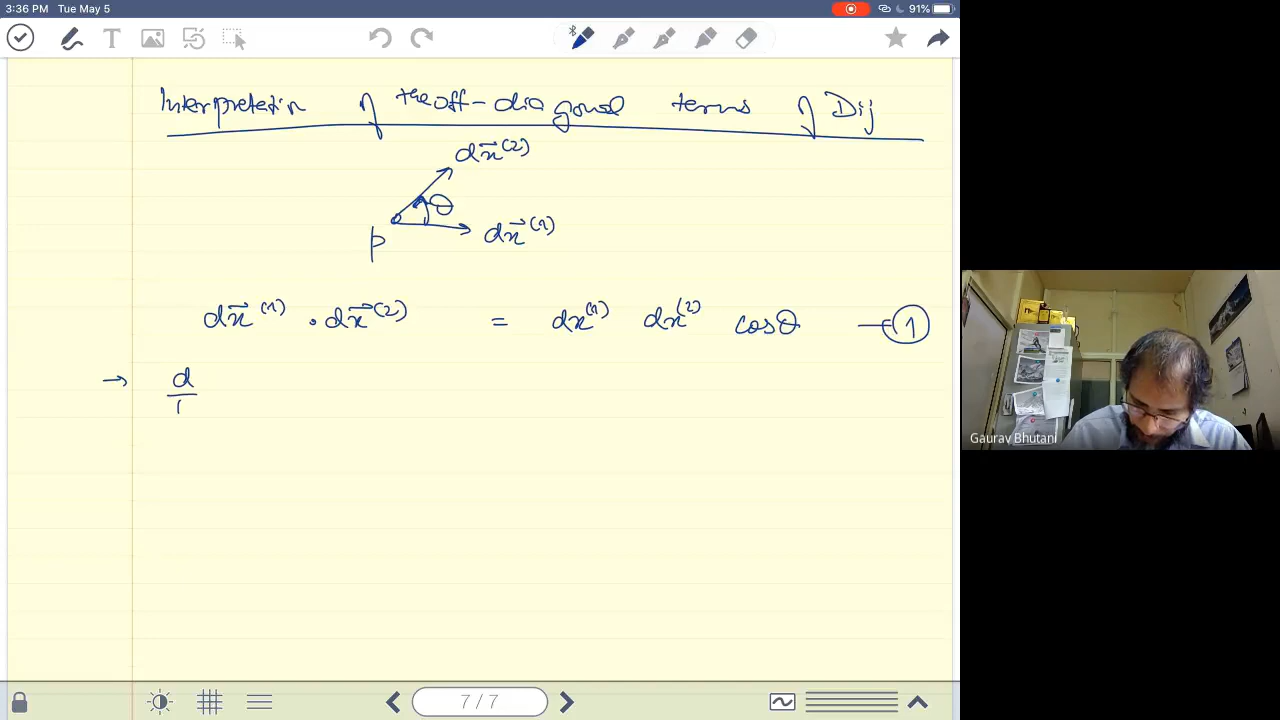 3:36 PM Tue May 5
91%
Interpretation of the off-diagonal terms of Dij
dx⃗⁽²⁾
θ
p
dx⃗⁽¹⁾
dx⃗⁽¹⁾ · dx⃗⁽²⁾ = dx⁽¹⁾ dx⁽²⁾ cosθ — 1
→ d
Gaurav Bhutani
7 / 7